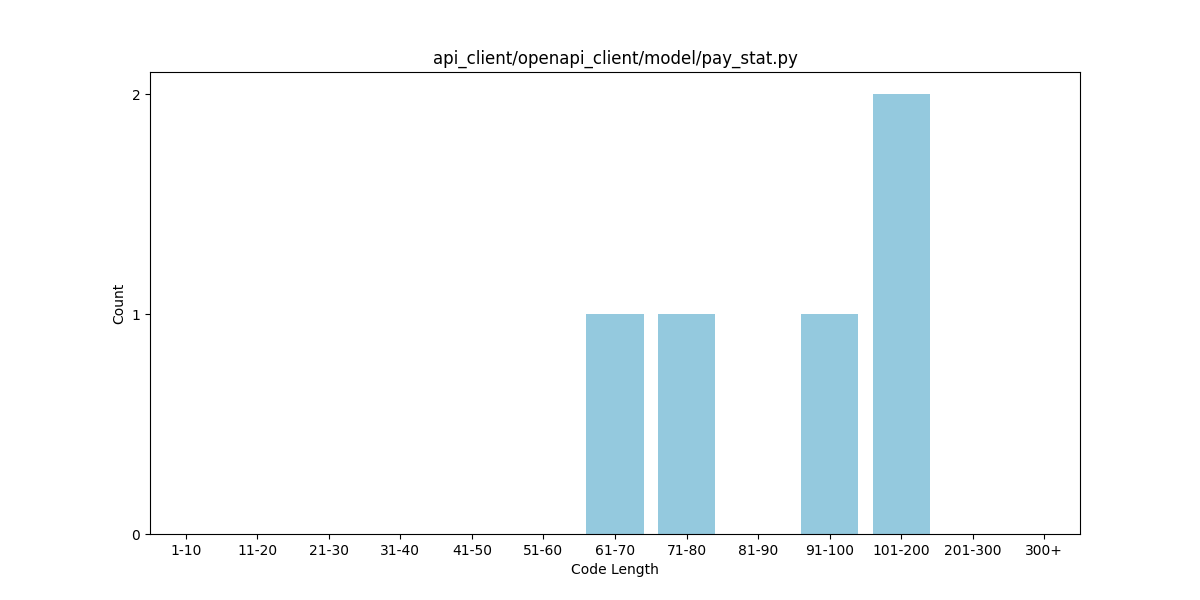 api_client/openapi_client/model/pay_stat.py
Count
2
1
0
1-10 11-20 21-30 31-40 41-50 51-60 61-70 71-80 81-90 91-100 101-200 201-300 300+
Code Length